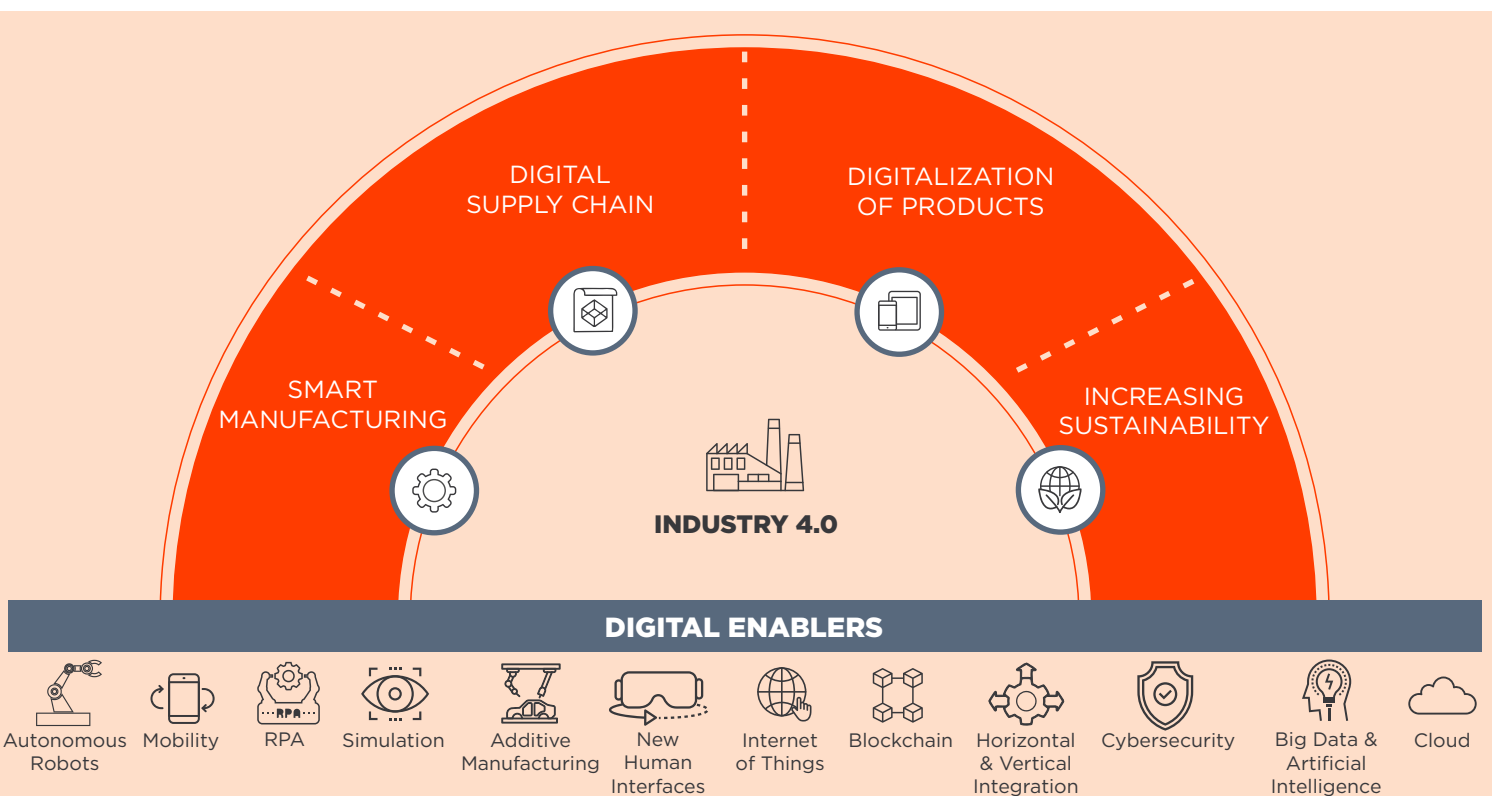 DIGITAL
SUPPLY CHAIN
DIGITALIZATION
OF PRODUCTS
SMART
MANUFACTURING
INCREASING
SUSTAINABILITY
INDUSTRY 4.0
DIGITAL ENABLERS
RPA
Autonomous
Robots
Mobility
RPA
Simulation
Additive
Manufacturing
New
Human
Interfaces
Internet
of Things
Blockchain
Horizontal
& Vertical
Integration
Cybersecurity
Big Data &
Artificial
Intelligence
Cloud